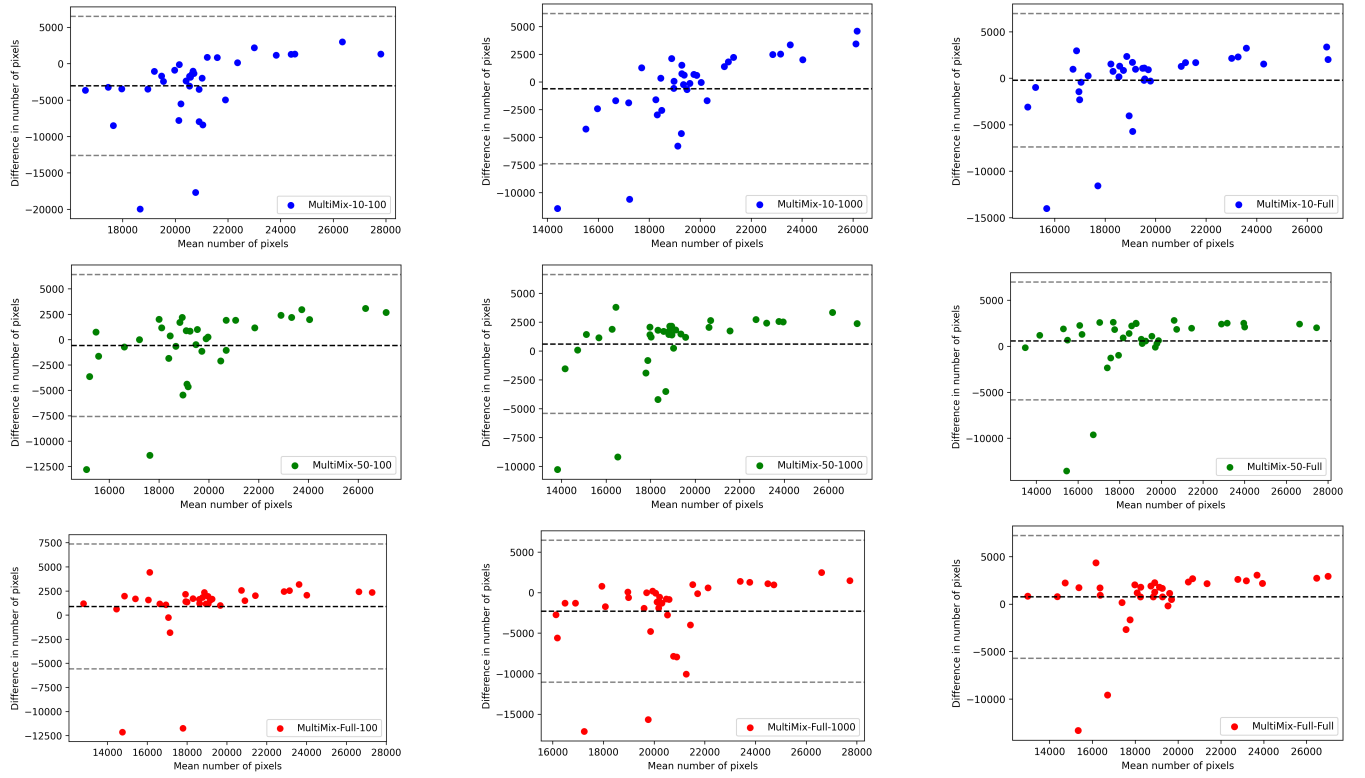 Difference in number of pixels
5000
0
−5000
−10000
−15000
−20000
MultiMix-10-100
18000 20000 22000 24000 26000 28000
Mean number of pixels
Difference in number of pixels
5000
2500
0
−2500
−5000
−7500
−10000
MultiMix-10-1000
14000 16000 18000 20000 22000 24000 26000
Mean number of pixels
Difference in number of pixels
5000
0
−5000
−10000
−15000
MultiMix-10-Full
16000 18000 20000 22000 24000 26000
Mean number of pixels
Difference in number of pixels
5000
2500
0
−2500
−5000
−7500
−10000
−12500
MultiMix-50-100
16000 18000 20000 22000 24000 26000
Mean number of pixels
Difference in number of pixels
5000
2500
0
−2500
−5000
−7500
−10000
MultiMix-50-1000
14000 16000 18000 20000 22000 24000 26000
Mean number of pixels
Difference in number of pixels
5000
0
−5000
−10000
MultiMix-50-Full
14000 16000 18000 20000 22000 24000 26000 28000
Mean number of pixels
Difference in number of pixels
7500
5000
2500
0
−2500
−5000
−7500
−10000
−12500
MultiMix-Full-100
14000 16000 18000 20000 22000 24000 26000
Mean number of pixels
Difference in number of pixels
5000
0
−5000
−10000
−15000
MultiMix-Full-1000
16000 18000 20000 22000 24000 26000 28000
Mean number of pixels
Difference in number of pixels
5000
0
−5000
−10000
MultiMix-Full-Full
14000 16000 18000 20000 22000 24000 26000
Mean number of pixels